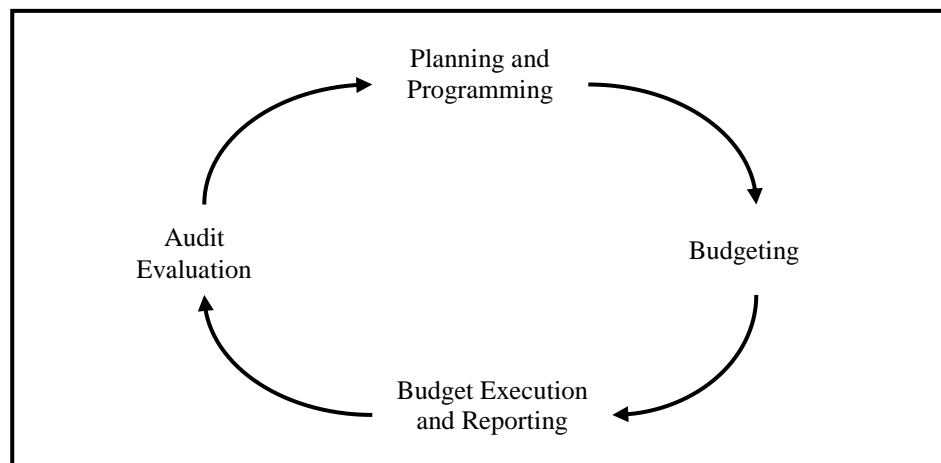 Planning and
Programming
Budgeting
Budget Execution
and Reporting
Audit
Evaluation